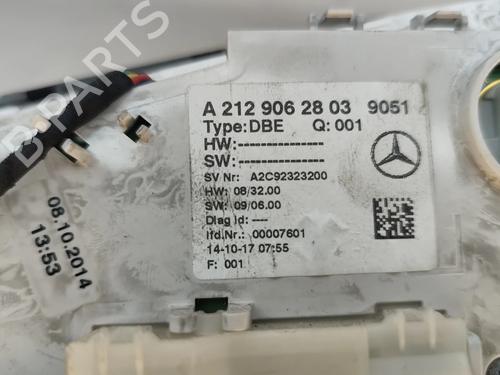 B-PARTS
A 212 906 28 03 9051
Type:DBE Q: 001
HW:----------------
SW:----------------
SV Nr: A2C92323200
HW: 08/32.00
SW: 09/06.00
Diag Id: ----
lfd.Nr.: 00007601
14-10-17 07:55
F: 001
08.10.2014
13:53